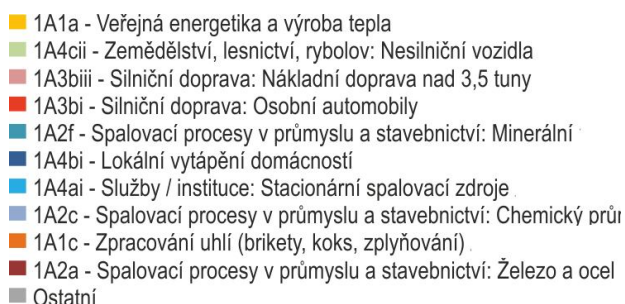 1A1a - Veřejná energetika a výroba tepla
1A4cii - Zemědělství, lesnictví, rybolov: Nesilniční vozidla
1A3biii - Silniční doprava: Nákladní doprava nad 3,5 tuny
1A3bi - Silniční doprava: Osobní automobily
1A2f - Spalovací procesy v průmyslu a stavebnictví: Minerální
1A4bi - Lokální vytápění domácností
1A4ai - Služby / instituce: Stacionární spalovací zdroje
1A2c - Spalovací procesy v průmyslu a stavebnictví: Chemický prům
1A1c - Zpracování uhlí (brikety, koks, zplyňování)
1A2a - Spalovací procesy v průmyslu a stavebnictví: Železo a ocel
Ostatní